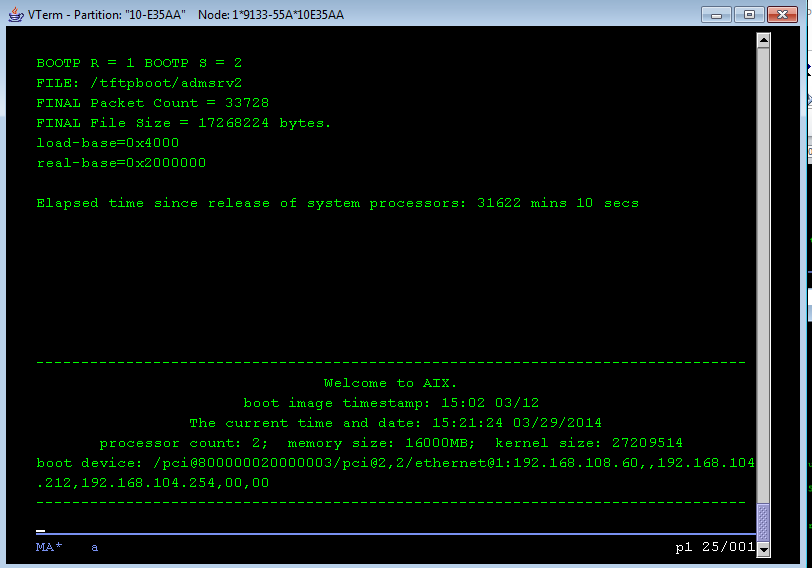 VTerm - Partition: "10-E35AA"   Node: 1*9133-55A*10E35AA
BOOTP R = 1 BOOTP S = 2
FILE: /tftpboot/admsrv2
FINAL Packet Count = 33728
FINAL File Size = 17268224 bytes.
load-base=0x4000
real-base=0x2000000
Elapsed time since release of system processors: 31622 mins 10 secs
-------------------------------------------------------------------------------
Welcome to AIX.
boot image timestamp: 15:02 03/12
The current time and date: 15:21:24 03/29/2014
processor count: 2;  memory size: 16000MB;  kernel size: 27209514
boot device: /pci@800000020000003/pci@2,2/ethernet@1:192.168.108.60,,192.168.104
.212,192.168.104.254,00,00
-------------------------------------------------------------------------------
MA*   a   p1 25/001